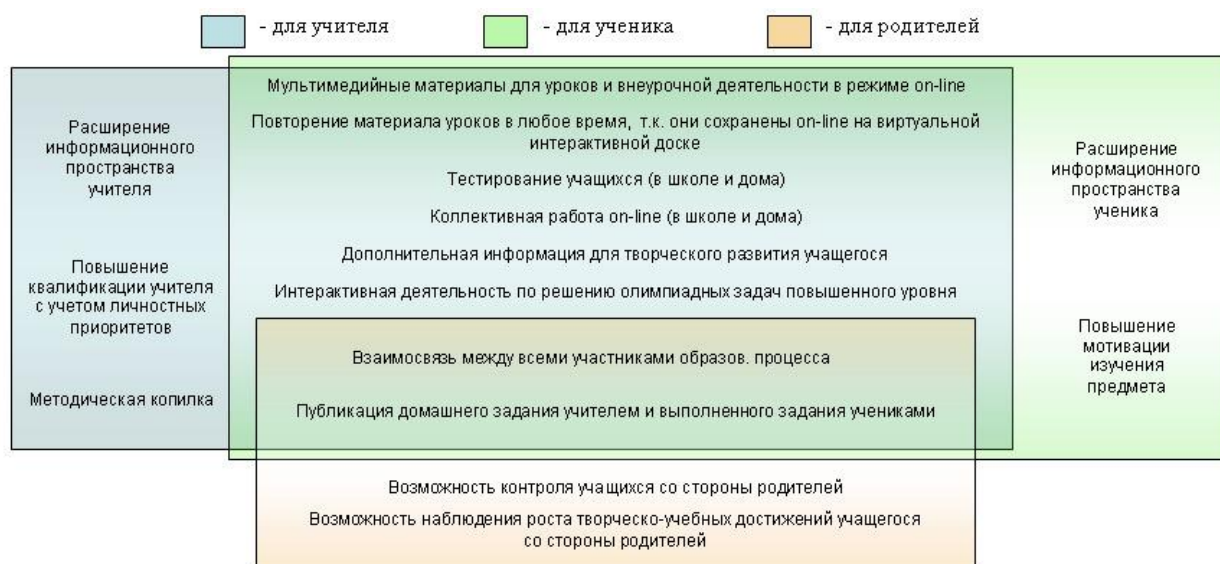 - для учителя
- для ученика
- для родителей
Расширение
информационного
пространства
учителя
Повышение
квалификации учителя
с учетом личностных
приоритетов
Методическая копилка
Мультимедийные материалы для уроков и внеурочной деятельности в режиме on-line
Повторение материала уроков в любое время, т.к. они сохранены on-line на виртуальной
интерактивной доске
Тестирование учащихся (в школе и дома)
Коллективная работа on-line (в школе и дома)
Дополнительная информация для творческого развития учащегося
Интерактивная деятельность по решению олимпиадных задач повышенного уровня
Взаимосвязь между всеми участниками образов. процесса
Публикация домашнего задания учителем и выполненного задания учениками
Возможность контроля учащихся со стороны родителей
Возможность наблюдения роста творческо-учебных достижений учащегося
со стороны родителей
Расширение
информационного
пространства
ученика
Повышение
мотивации
изучения
предмета